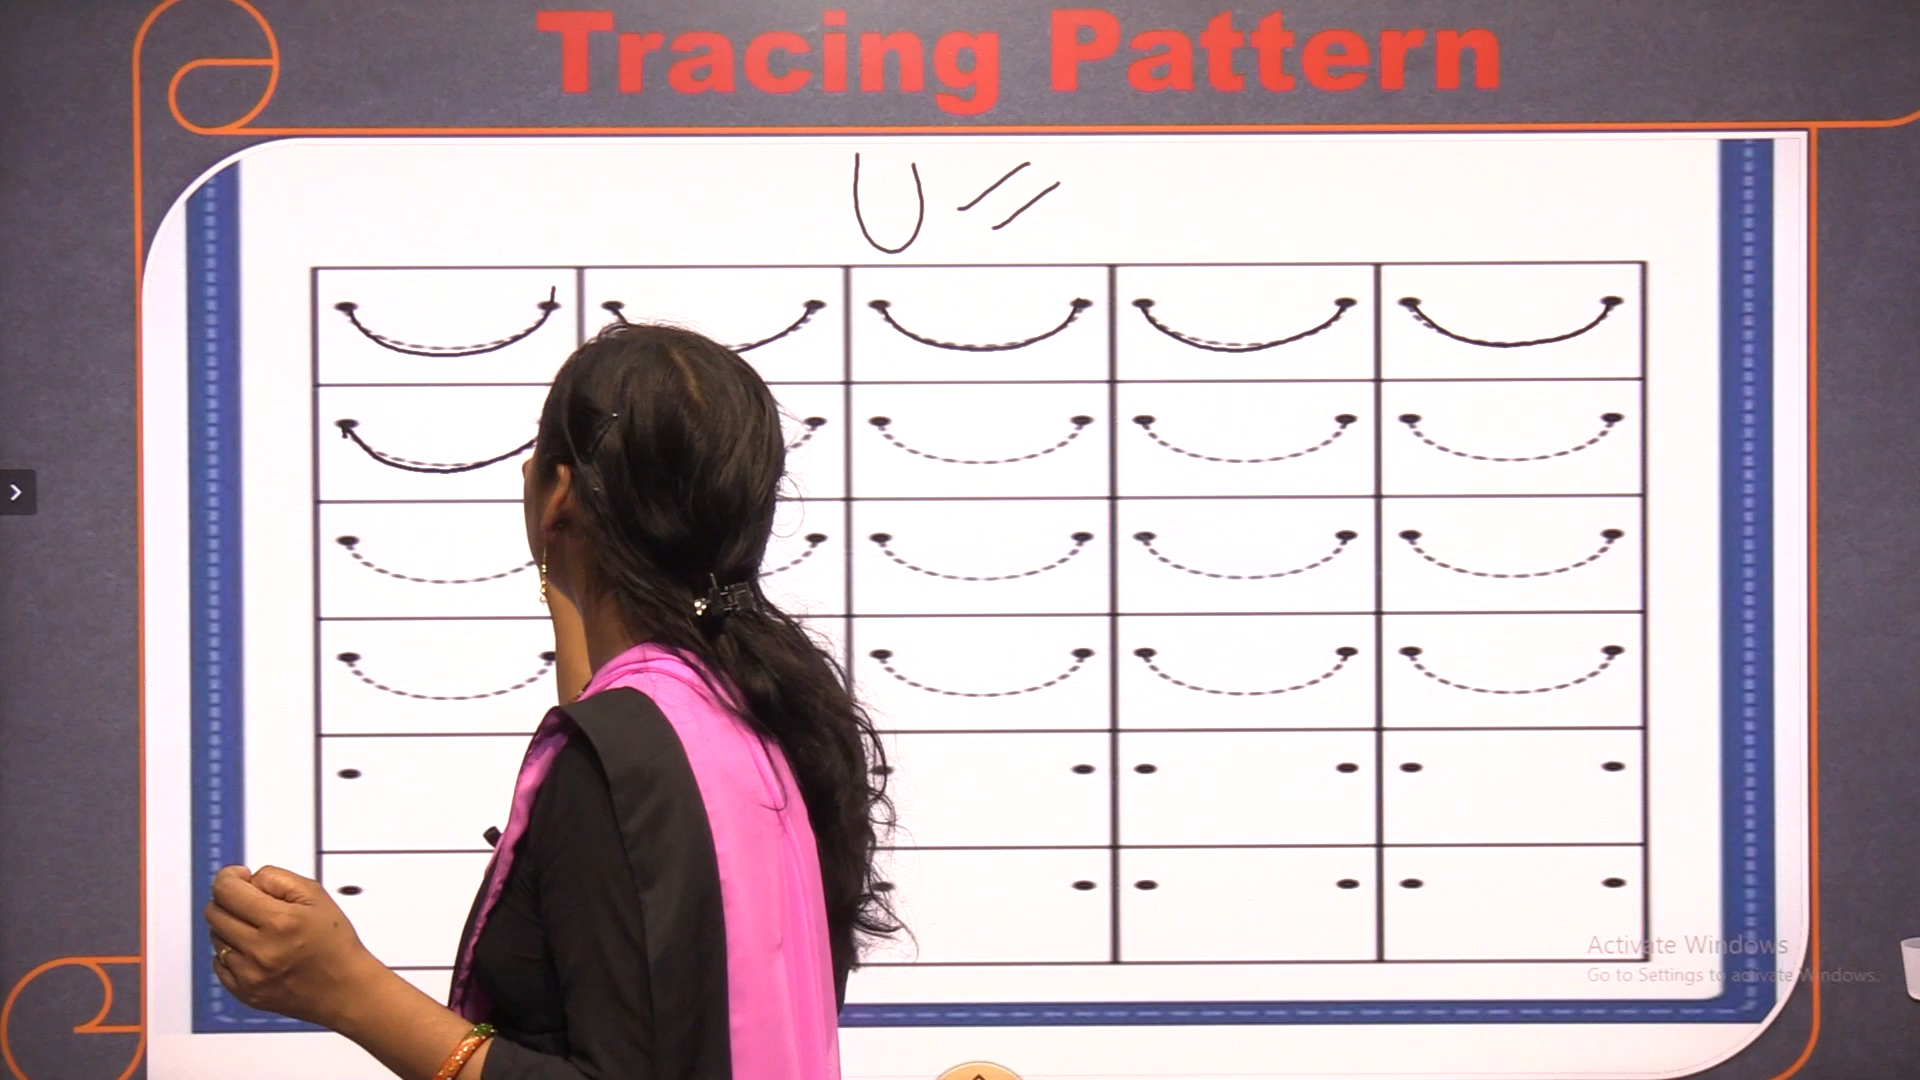 Tracing Pattern
U =
Activate Windows
Go to Settings to activate Windows.